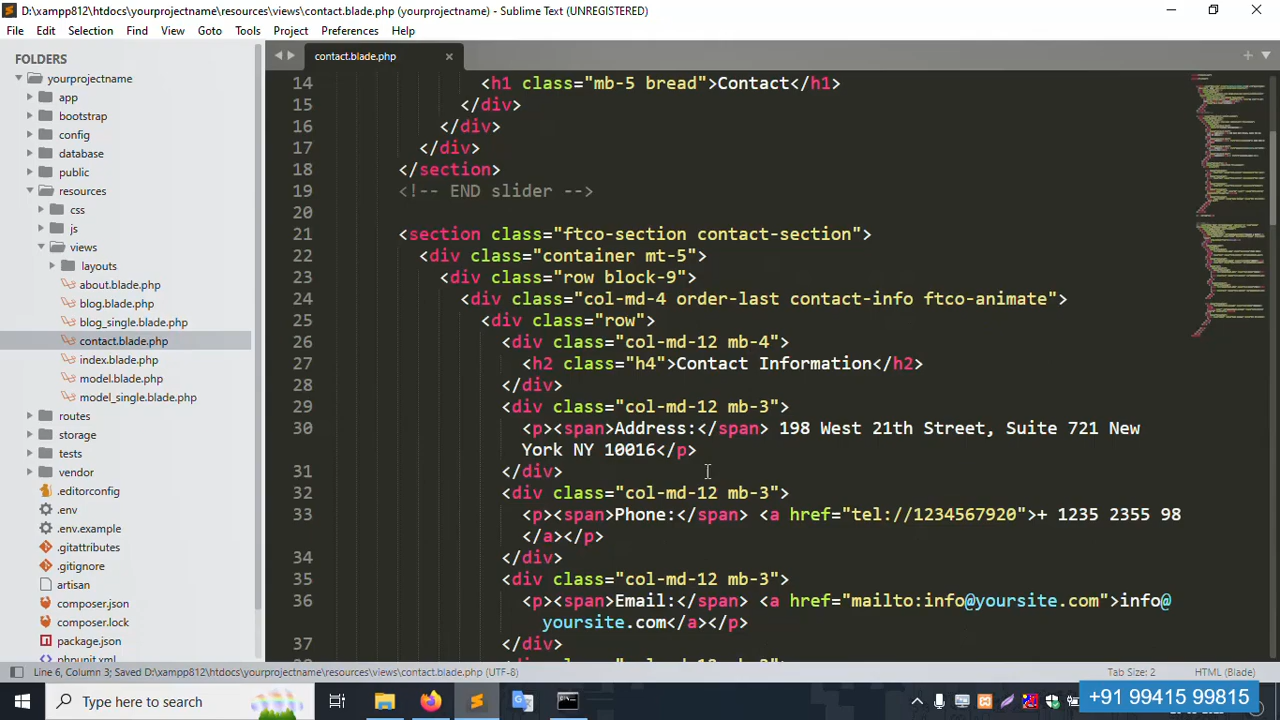 D:\xampp812\htdocs\yourprojectname\resources\views\contact.blade.php (yourprojectname) - Sublime Text (UNREGISTERED)
File Edit Selection Find View Goto Tools Project Preferences Help
FOLDERS
yourprojectname
app
bootstrap
config
database
public
resources
css
js
views
layouts
about.blade.php
blog.blade.php
blog_single.blade.php
contact.blade.php
index.blade.php
model.blade.php
model_single.blade.php
routes
storage
tests
vendor
.editorconfig
.env
.env.example
.gitattributes
.gitignore
artisan
composer.json
composer.lock
package.json
phpunit.xml
contact.blade.php
14 <h1 class="mb-5 bread">Contact</h1>
15 </div>
16 </div>
17 </div>
18 </section>
19 <!-- END slider -->
20
21 <section class="ftco-section contact-section">
22 <div class="container mt-5">
23 <div class="row block-9">
24 <div class="col-md-4 order-last contact-info ftco-animate">
25 <div class="row">
26 <div class="col-md-12 mb-4">
27 <h2 class="h4">Contact Information</h2>
28 </div>
29 <div class="col-md-12 mb-3">
30 <p><span>Address:</span> 198 West 21th Street, Suite 721 New
York NY 10016</p>
31 </div>
32 <div class="col-md-12 mb-3">
33 <p><span>Phone:</span> <a href="tel://1234567920">+ 1235 2355 98
</a></p>
34 </div>
35 <div class="col-md-12 mb-3">
36 <p><span>Email:</span> <a href="mailto:info@yoursite.com">info@
yoursite.com</a></p>
37 </div>
Line 6, Column 3; Saved D:\xampp812\htdocs\yourprojectname\resources\views\contact.blade.php (UTF-8)
Tab Size: 2
HTML (Blade)
Type here to search
+91 99415 99815